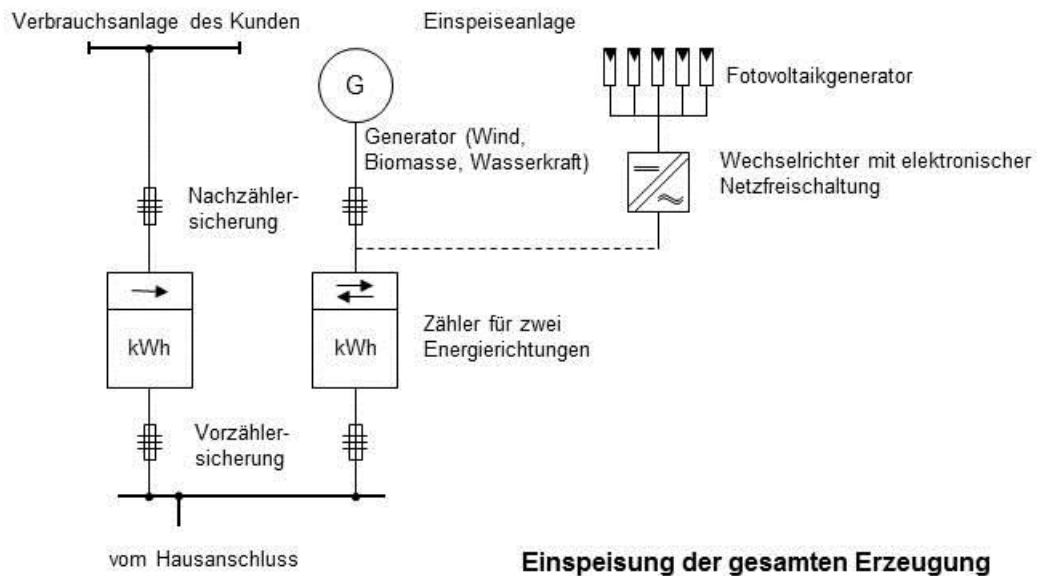 Verbrauchsanlage des Kunden
Einspeiseanlage
G
Fotovoltaikgenerator
Generator (Wind,
Biomasse, Wasserkraft)
Wechselrichter mit elektronischer
Netzfreischaltung
Nachzähler-
sicherung
kWh
kWh
Zähler für zwei
Energierichtungen
Vorzähler-
sicherung
vom Hausanschluss
Einspeisung der gesamten Erzeugung